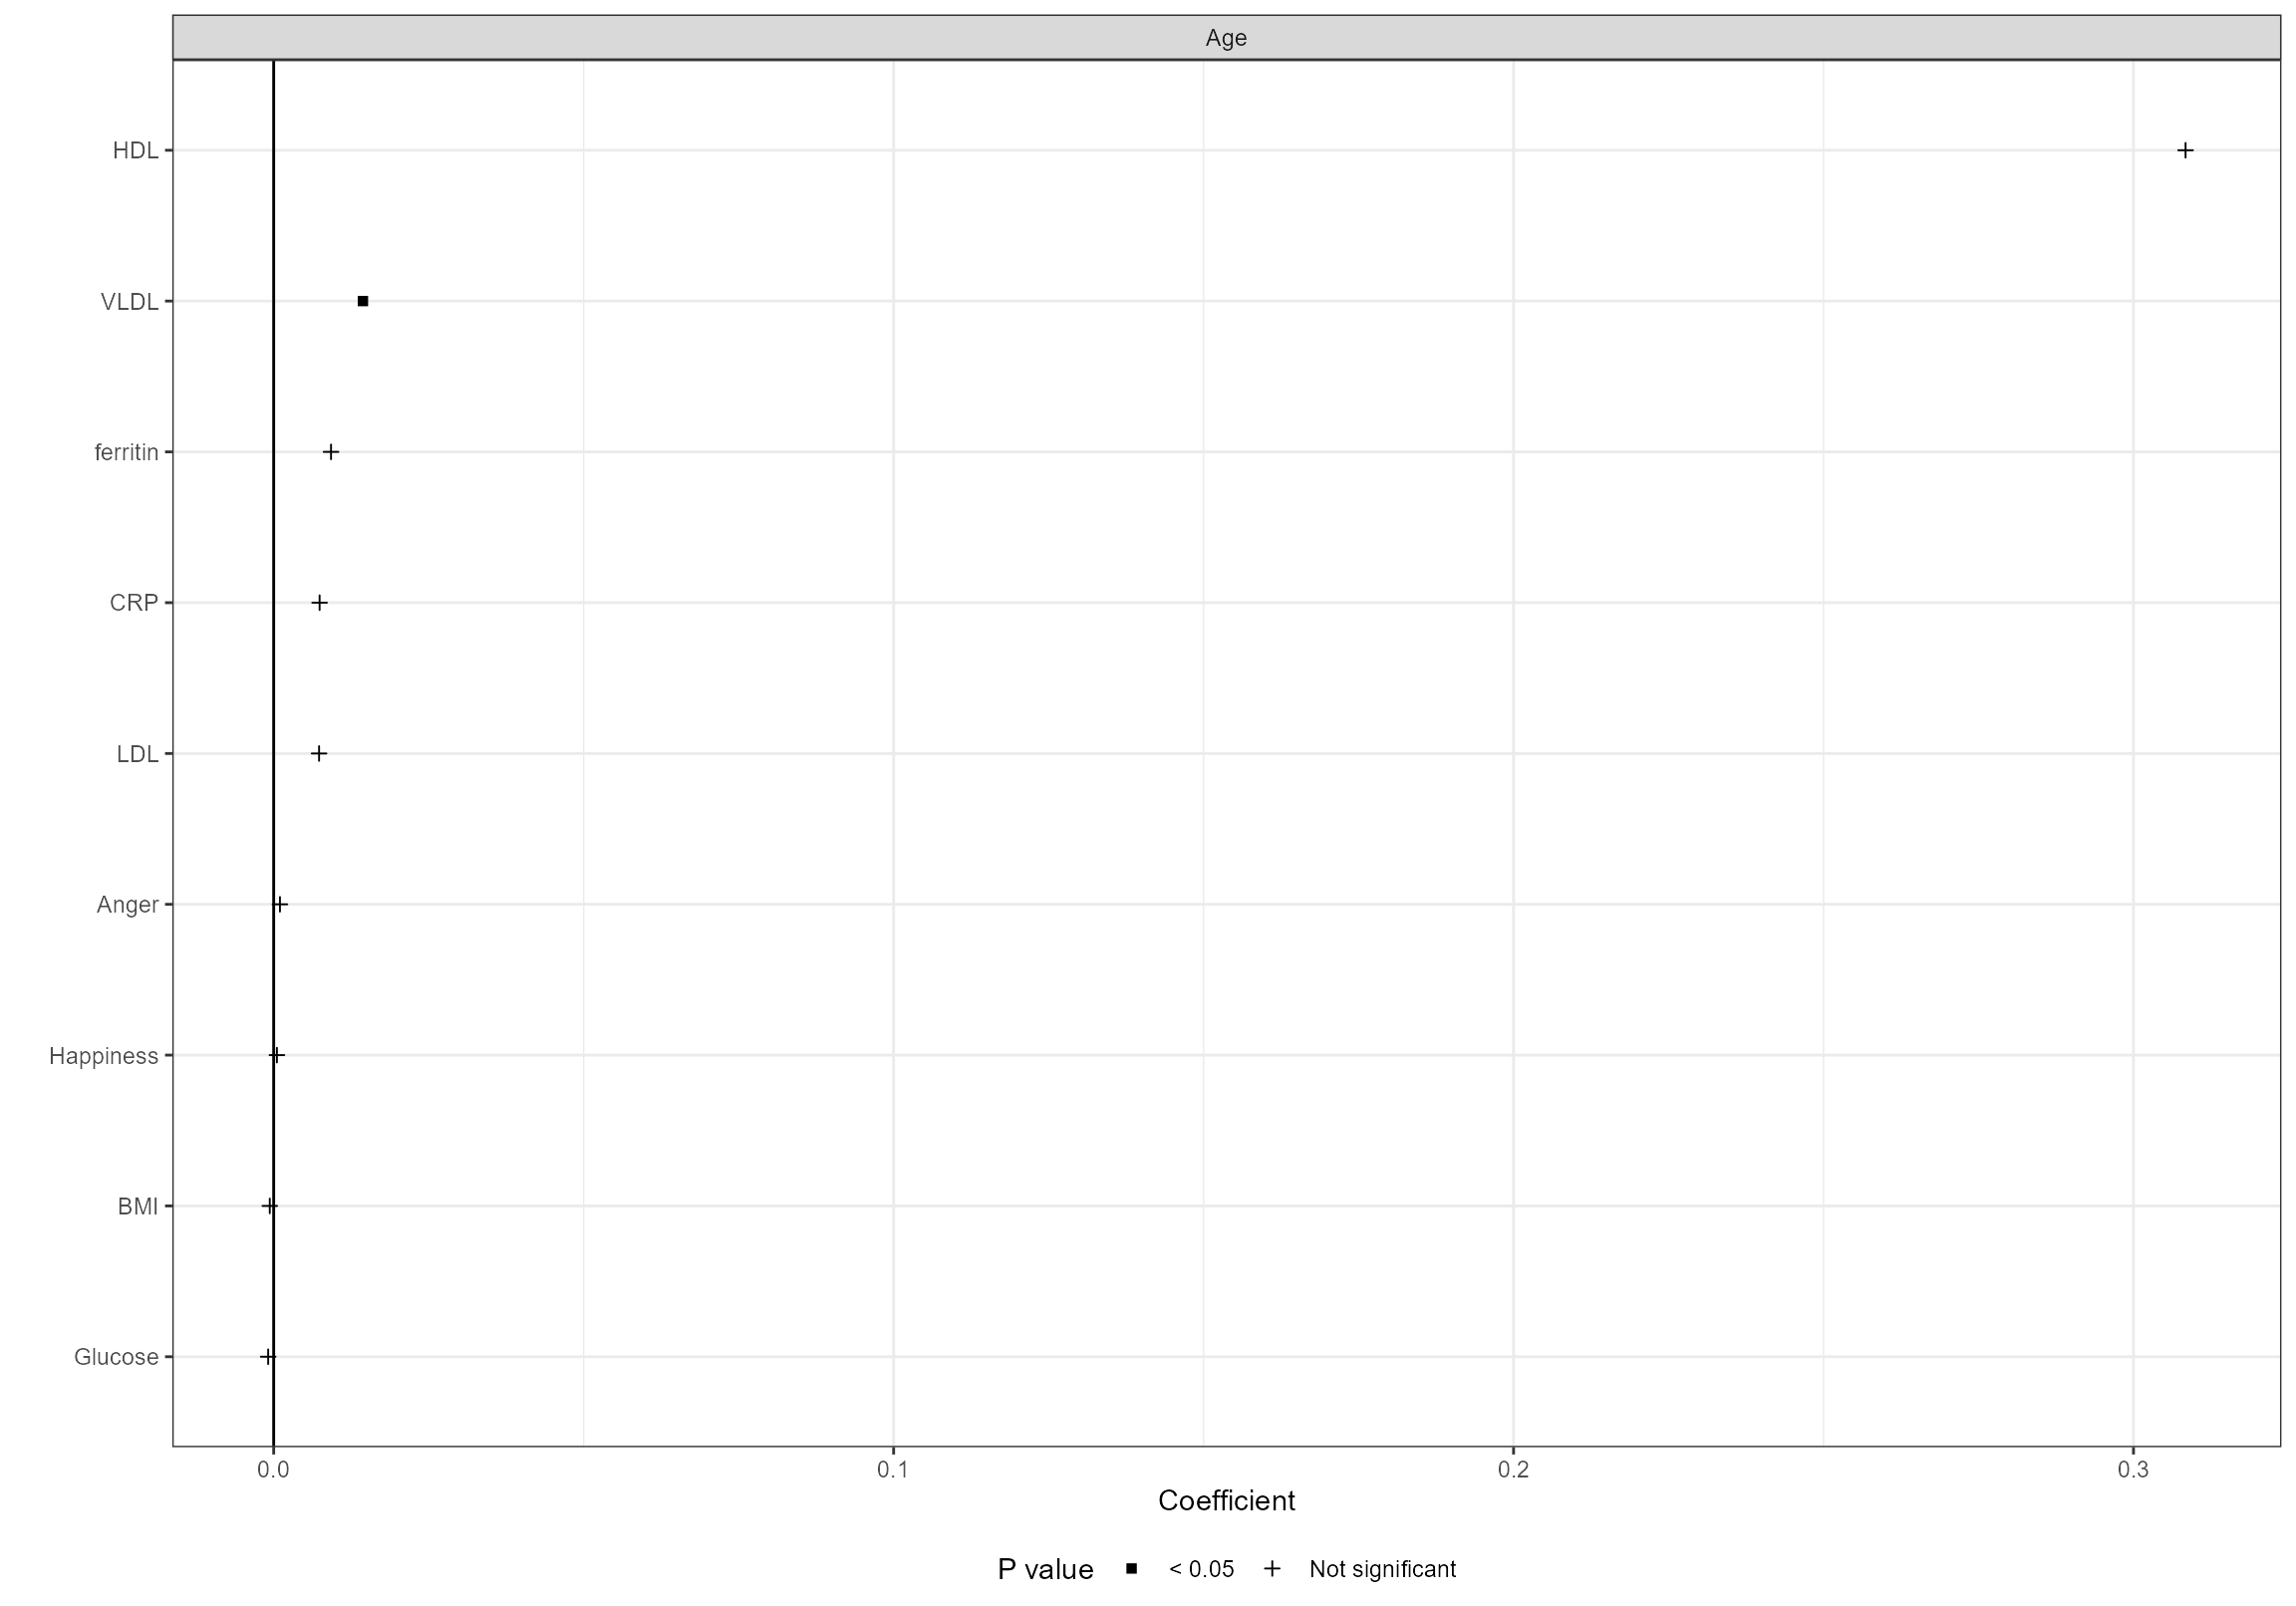 Age
HDL
VLDL
ferritin
CRP
LDL
Anger
Happiness
BMI
Glucose
0.0 0.1 0.2 0.3
Coefficient
P value < 0.05 Not significant